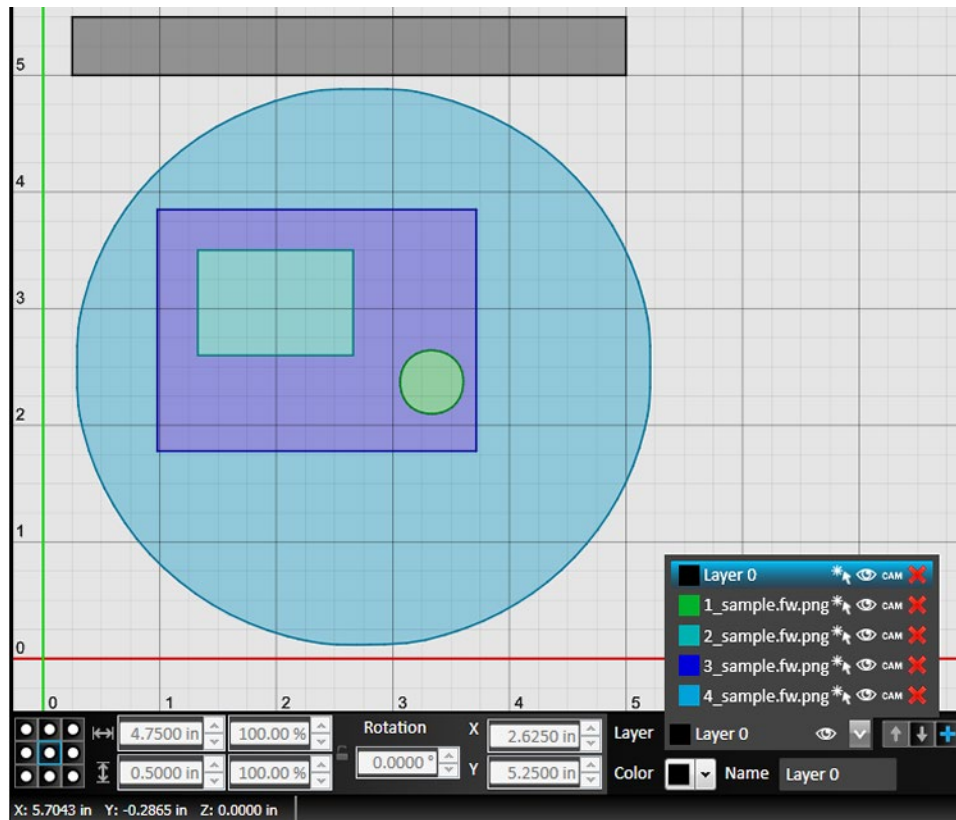 5
4
3
2
1
0
0 1 2 3 4 5
Layer 0 CAM
1_sample.fw.png CAM
2_sample.fw.png CAM
3_sample.fw.png CAM
4_sample.fw.png CAM
4.7500 in 100.00 % Rotation X 2.6250 in Layer Layer 0
0.5000 in 100.00 % 0.0000 ° Y 5.2500 in Color Name Layer 0
X: 5.7043 in Y: -0.2865 in Z: 0.0000 in